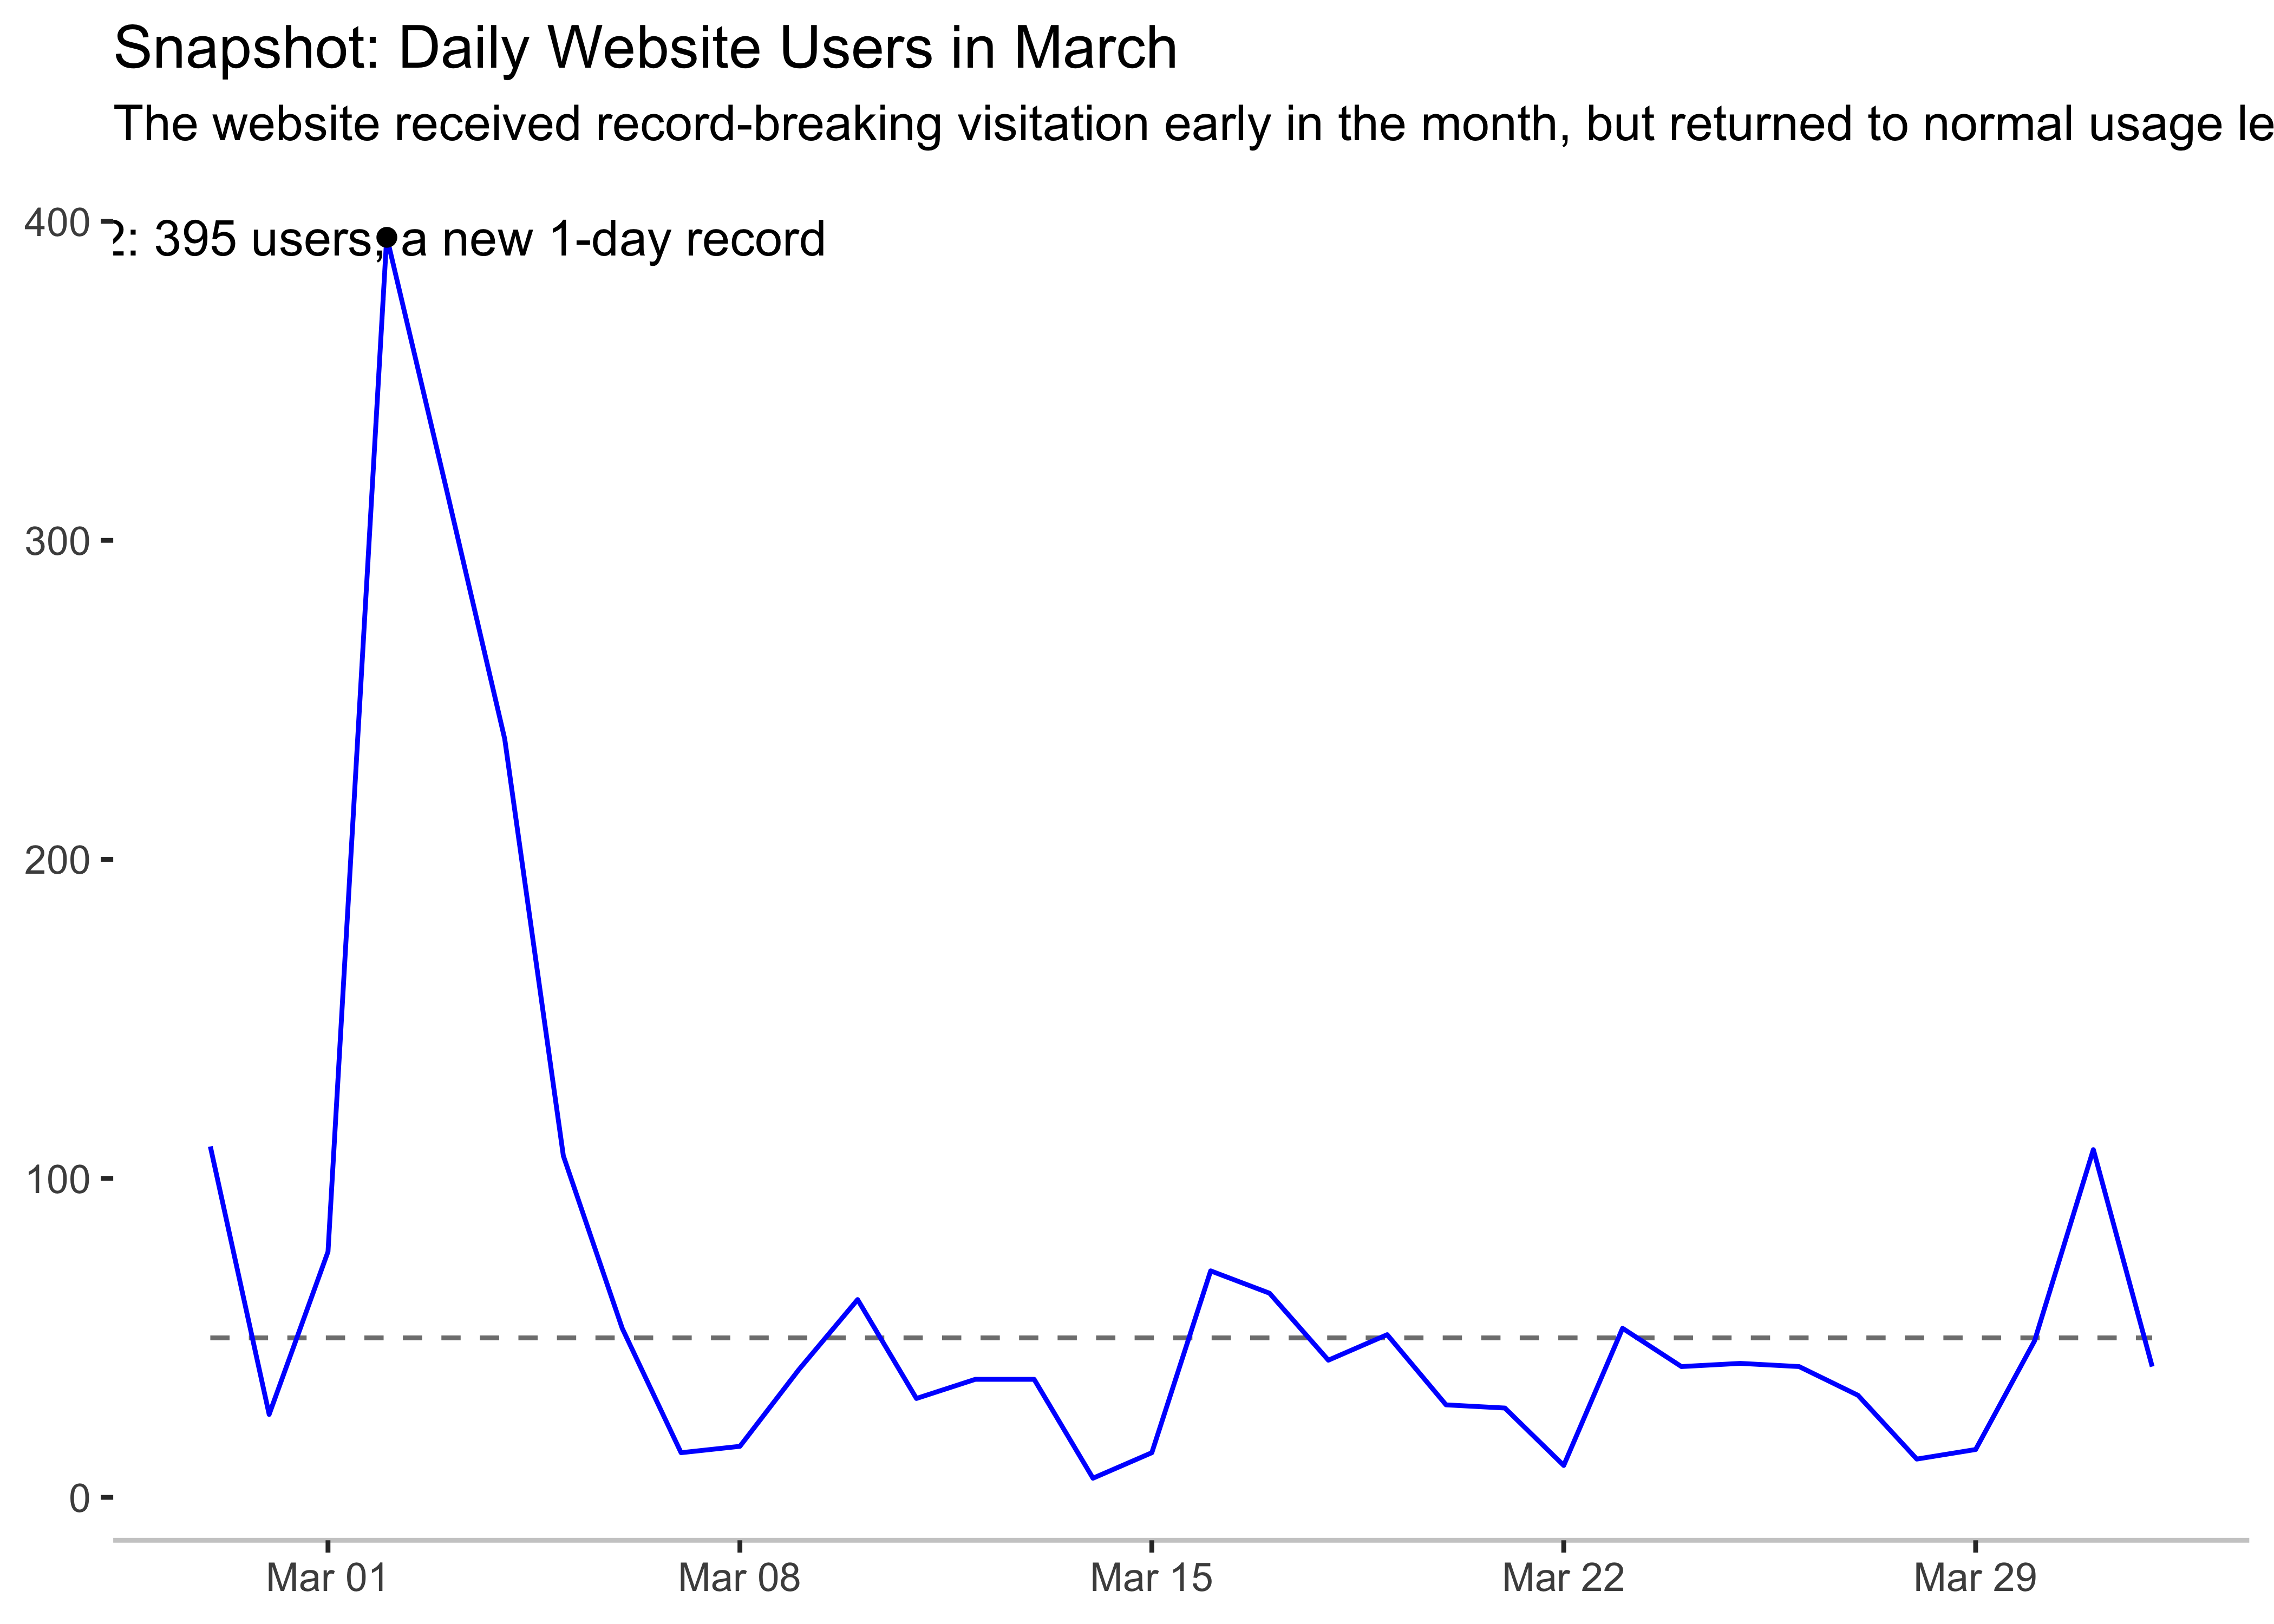 Snapshot: Daily Website Users in March
The website received record-breaking visitation early in the month, but returned to normal usage le
400
: 395 users, a new 1-day record
300
200
100
0
Mar 01 Mar 08 Mar 15 Mar 22 Mar 29